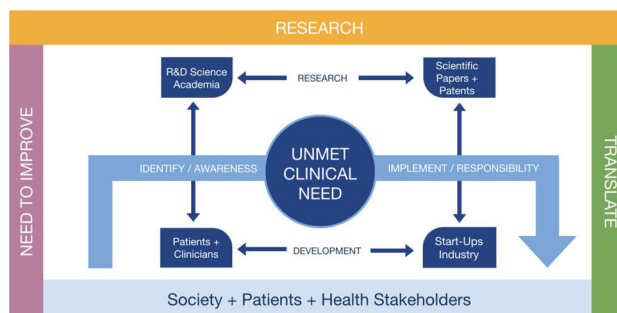 RESEARCH
NEED TO IMPROVE
R&D Science
Academia
RESEARCH
Scientific
Papers +
Patents
IDENTIFY / AWARENESS
UNMET
CLINICAL
NEED
IMPLEMENT / RESPONSIBILITY
TRANSLATE
Patients +
Clinicians
DEVELOPMENT
Start-Ups
Industry
Society + Patients + Health Stakeholders